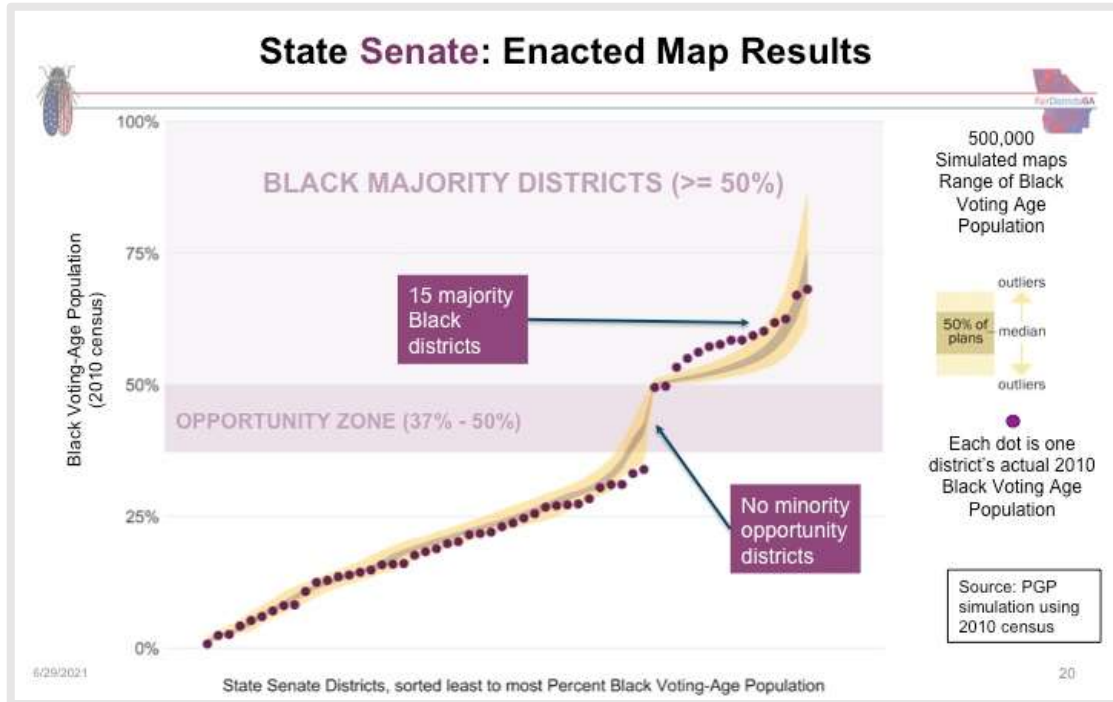 State Senate: Enacted Map Results
FairDistrictsGA
100%
75%
50%
25%
0%
Black Voting-Age Population
(2010 census)
BLACK MAJORITY DISTRICTS (>= 50%)
15 majority
Black
districts
OPPORTUNITY ZONE (37% - 50%)
No minority
opportunity
districts
500,000
Simulated maps
Range of Black
Voting Age
Population
outliers
50% of
plans
median
outliers
Each dot is one
district's actual 2010
Black Voting Age
Population
Source: PGP
simulation using
2010 census
6/29/2021
State Senate Districts, sorted least to most Percent Black Voting-Age Population
20